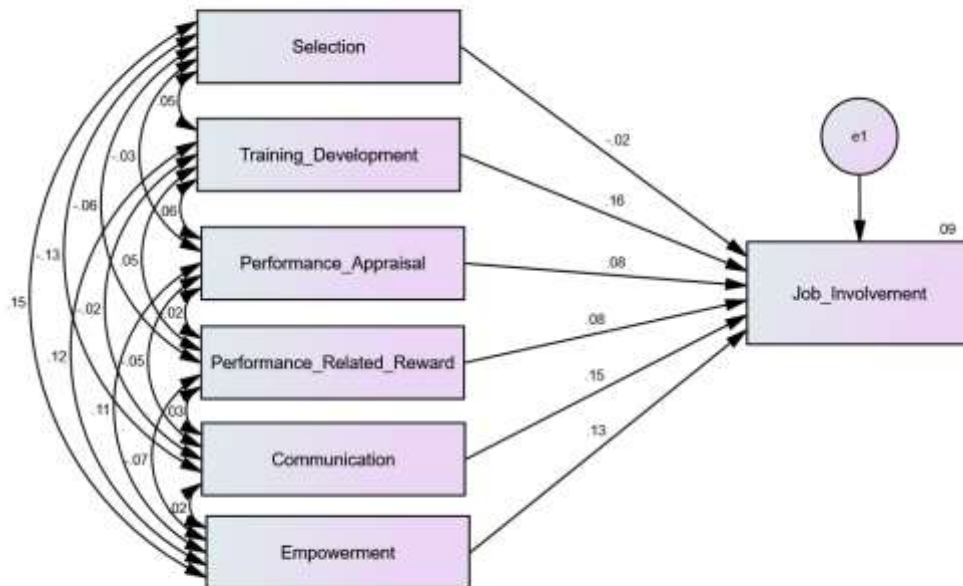 Selection
.05
-.02
e1
Training_Development
-.03
.16
.06
09
-.06
Performance_Appraisal
.08
Job_Involvement
-.13
.05
.15
-.02
.02
.08
.12
-.05
Performance_Related_Reward
.15
.11
.03
.13
Communication
-.07
.02
Empowerment